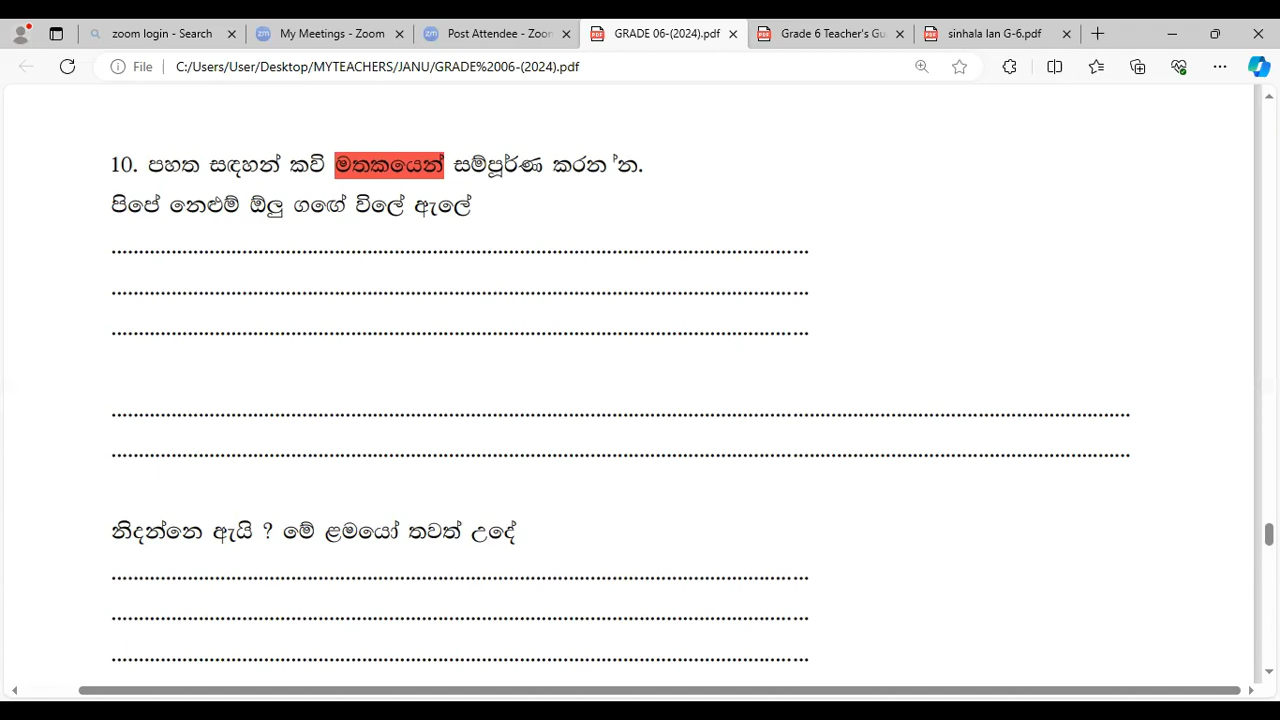 zoom login - Search
My Meetings - Zoom
Post Attendee - Zoon
GRADE 06-(2024).pdf
Grade 6 Teacher's Gu
sinhala lan G-6.pdf
File
C:/Users/User/Desktop/MYTEACHERS/JANU/GRADE%2006-(2024).pdf
10. පහත සඳහන් කවි මතකයෙන් සම්පූර්ණ කරන ්න.
පිපේ නෙළුම් ඕලු ගඟේ විලේ ඇලේ
....................................................................................................................
....................................................................................................................
....................................................................................................................
..........................................................................................................................................................................
..........................................................................................................................................................................
නිදන්නෙ ඇයි ? මේ ළමයෝ තවත් උදේ
....................................................................................................................
....................................................................................................................
....................................................................................................................